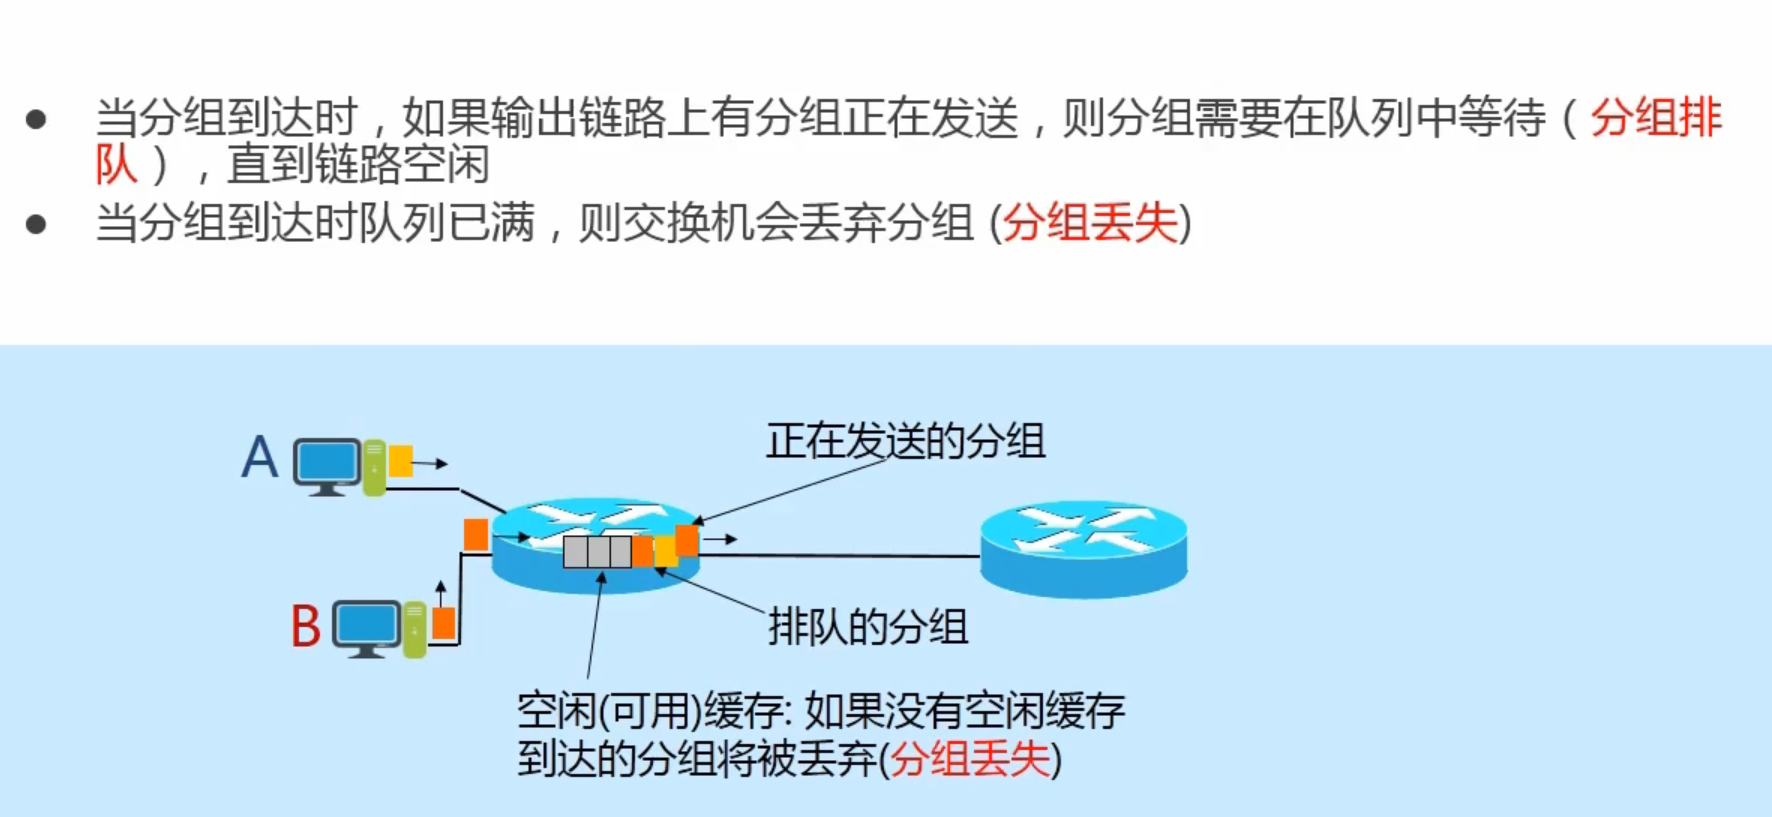 当分组到达时，如果输出链路上有分组正在发送，则分组需要在队列中等待（分组排
队），直到链路空闲
当分组到达时队列已满，则交换机会丢弃分组 (分组丢失)
A
正在发送的分组
B
排队的分组
空闲(可用)缓存: 如果没有空闲缓存
到达的分组将被丢弃(分组丢失)